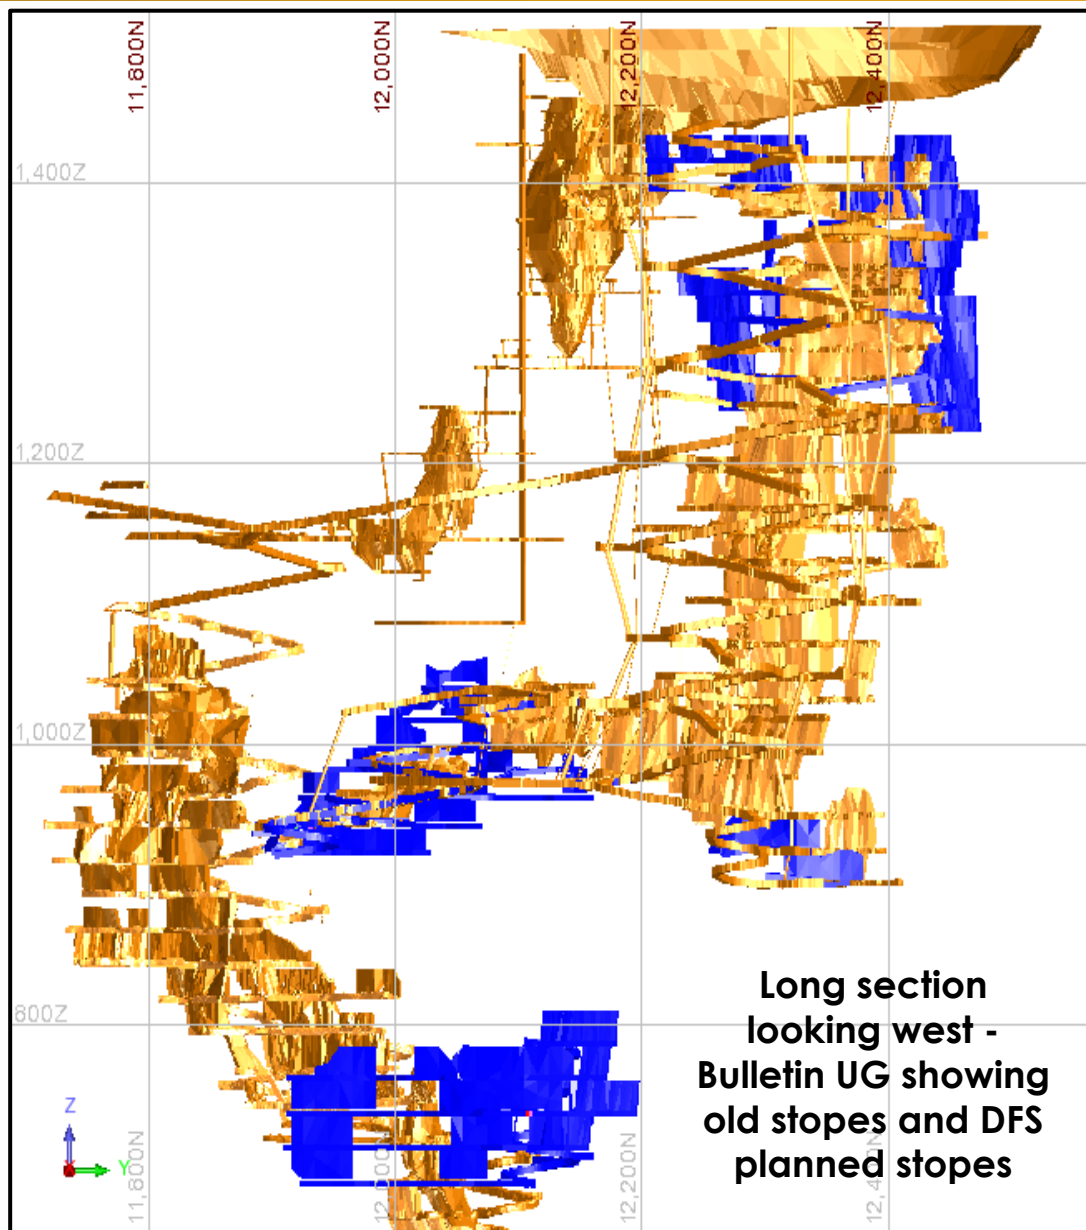 11,800N
12,000N
12,200N
12,400N
1,400Z
1,200Z
1,000Z
800Z
Long section
looking west -
Bulletin UG showing
old stopes and DFS
planned stopes
Z
Y
11,800N
12,000N
12,200N
12,400N